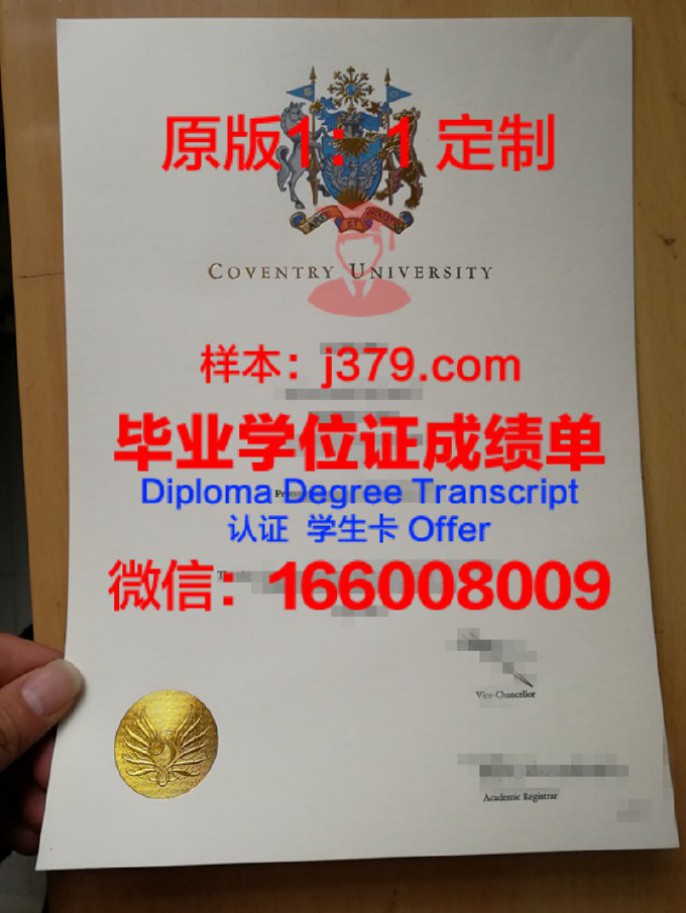 原版1：1 定制
COVENTRY UNIVERSITY
样本：j379.com
毕业学位证成绩单
Diploma Degree Transcript
认证 学生卡 Offer
微信：166008009
Vice-Chancellor
Academic Registrar